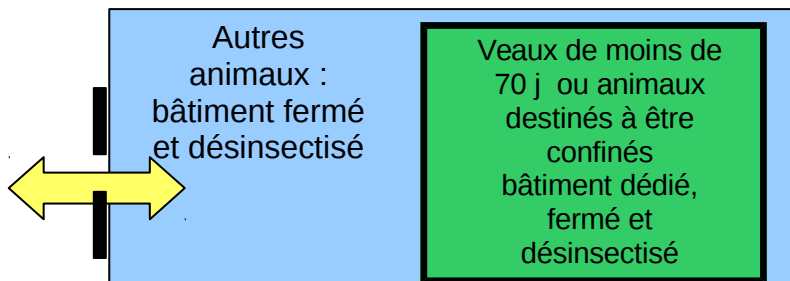 Autres
animaux :
bâtiment fermé
et désinsectisé
Veaux de moins de
70 j ou animaux
destinés à être
confinés
bâtiment dédié,
fermé et
désinsectisé